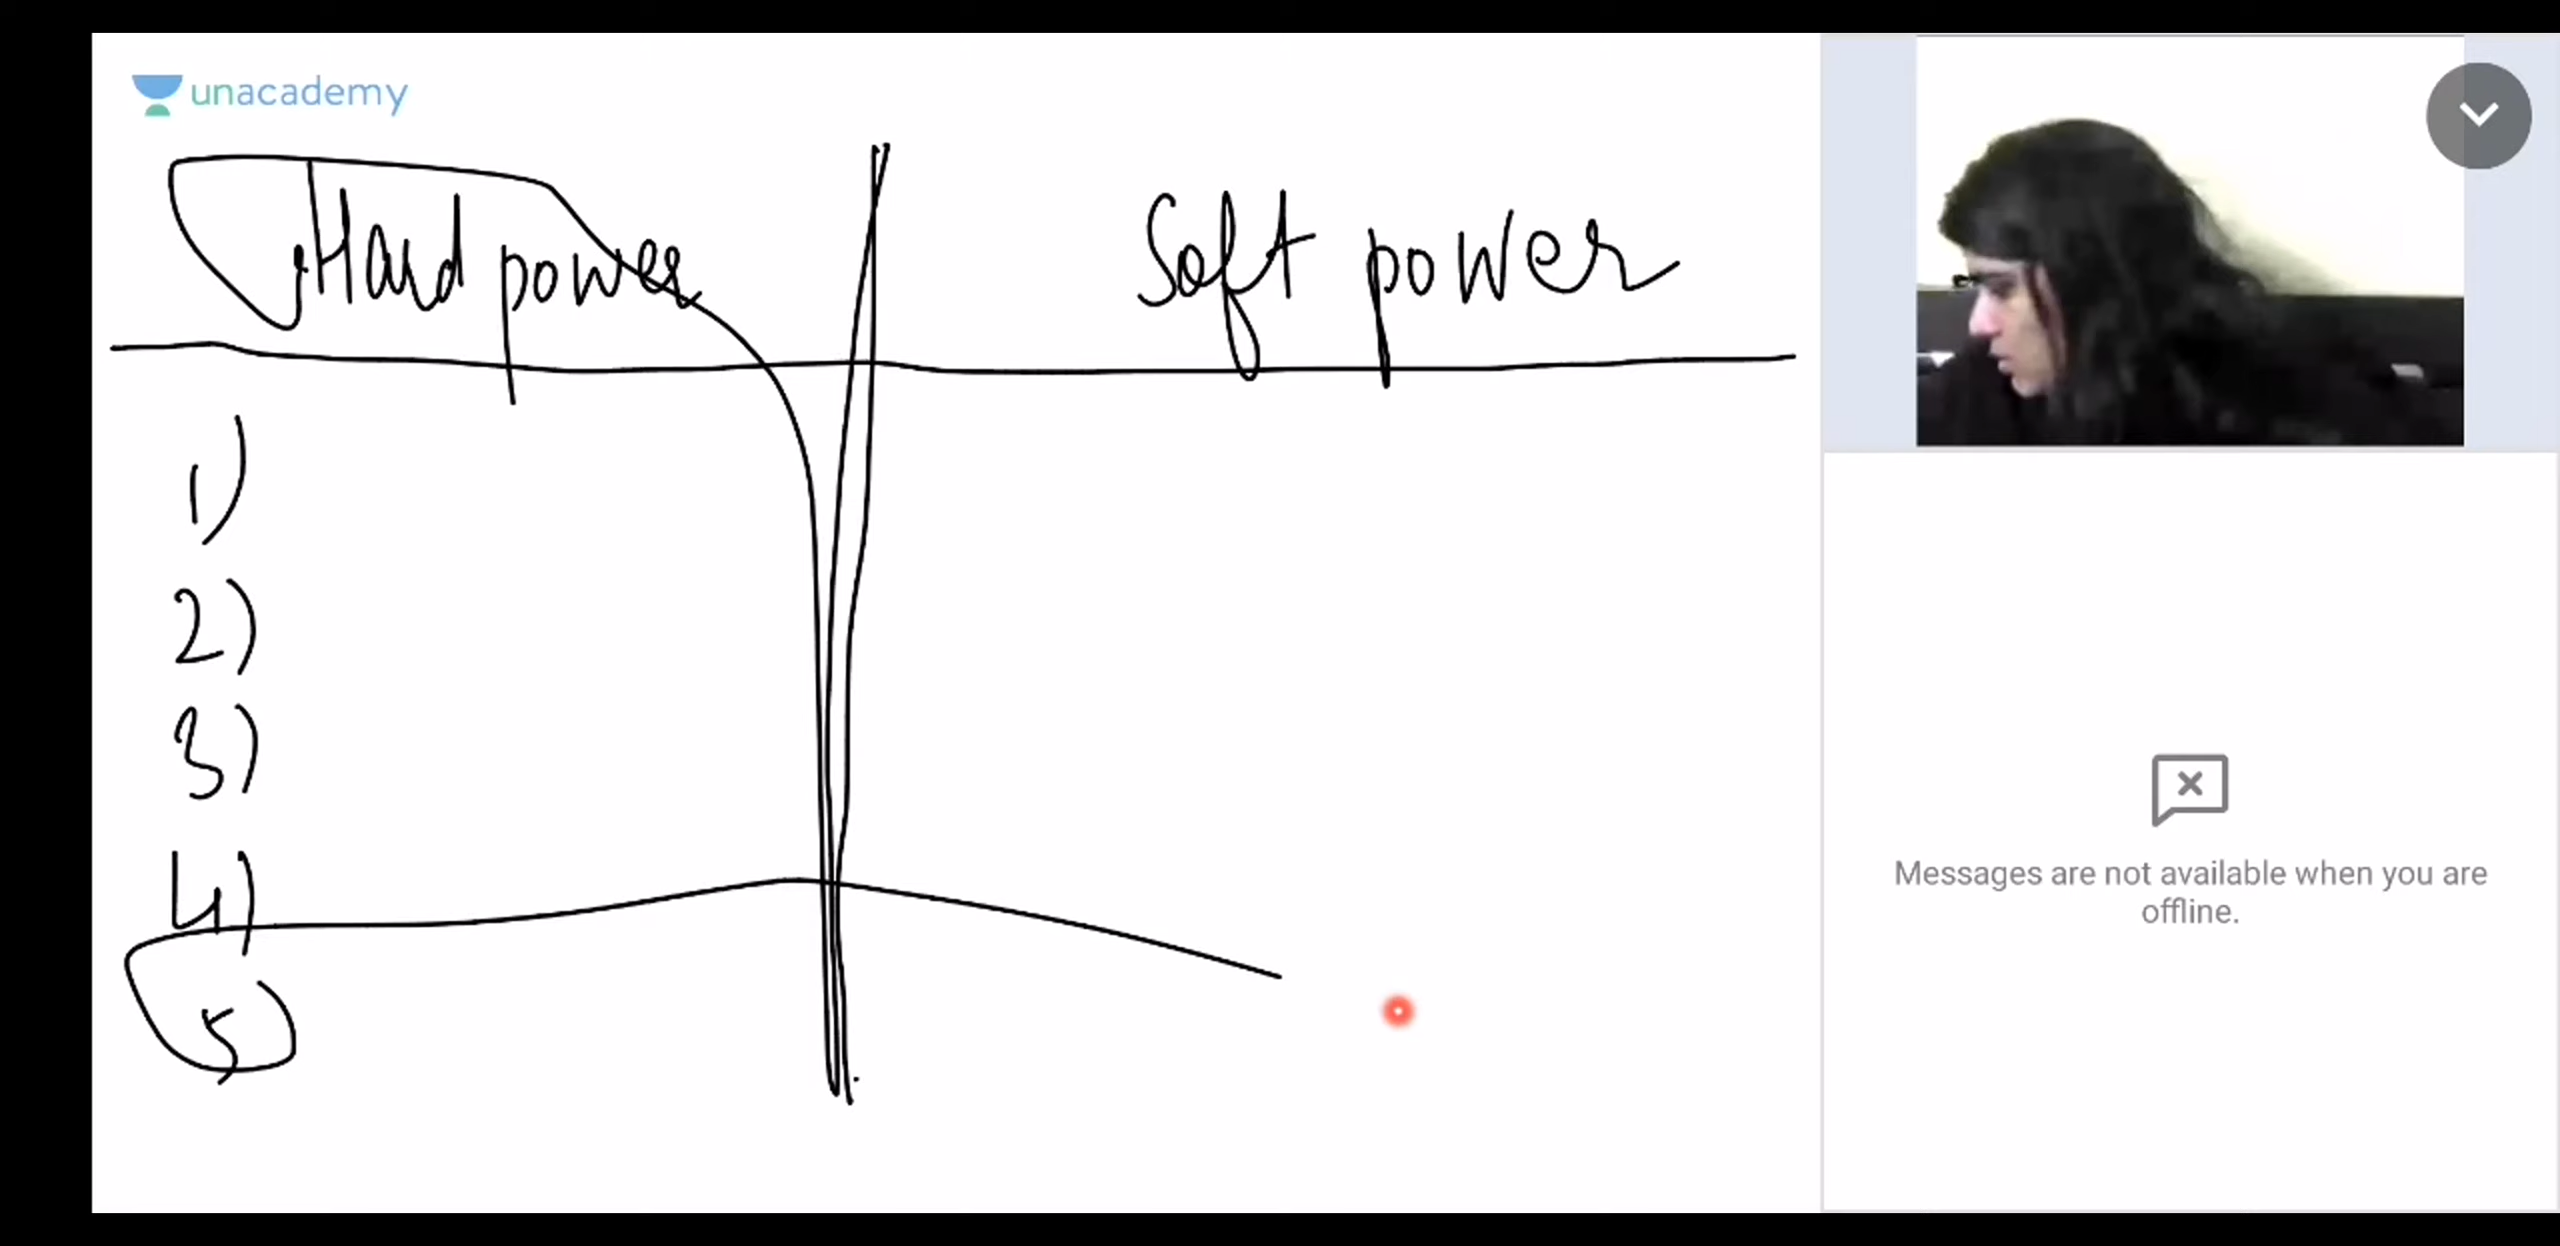 unacademy
Hard power
Soft power
1)
2)
3)
4)
5)
Messages are not available when you are
offline.